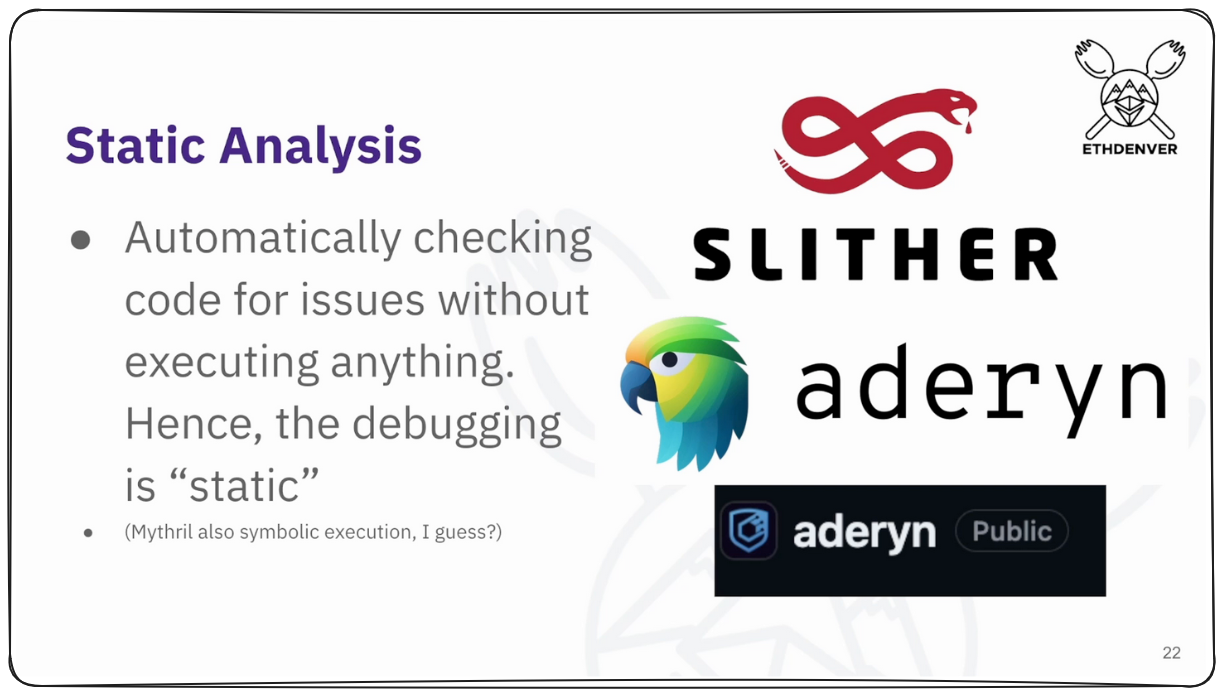 ETHDENVER
Static Analysis
● Automatically checking
code for issues without
executing anything.
Hence, the debugging
is “static”
● (Mythril also symbolic execution, I guess?)
SLITHER
aderyn
aderyn Public
22